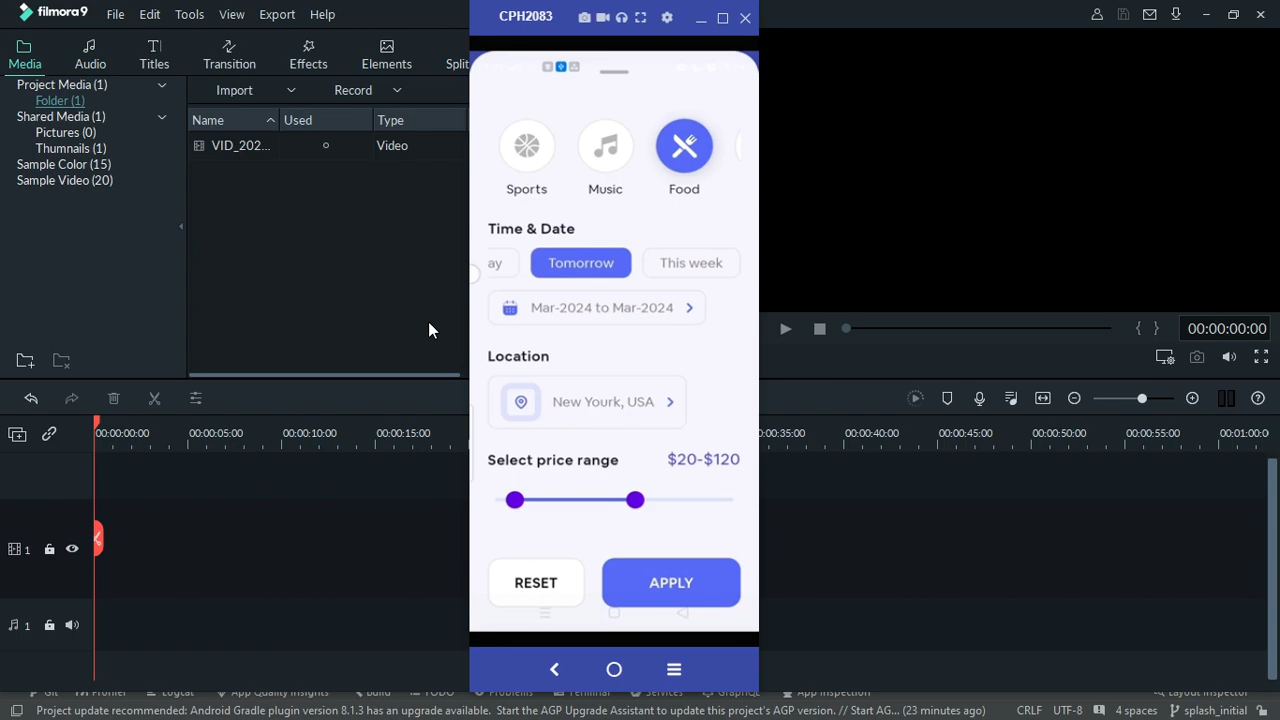 filmora9
File Edit Tools View Export Help
CPH2083
Media
Audio
Titles
Transition
Effects
Elements
Split
Project Media (1)
Folder (1)
Shared Media (1)
Pictures (0)
Thumnails (1)
Sample Color (15)
Sample Video (20)
Import
Record
Name
Used
Type
VID_202...
Video
Sports
Music
Food
Time & Date
ay
Tomorrow
This week
Mar-2024 to Mar-2024
Location
New Yourk, USA
Select price range
$20-$120
RESET
APPLY
00:00:00:00
00:00:00:00
00:00:05:00
00:00:10:00
00:00:15:00
00:35:00
00:00:40:00
00:00:45:00
00:00:50:00
00:00:55:00
00:01:00:0
1
1
Git Profiler Logcat App Quality Insights Build TODO Problems Terminal Services GraphQL App Inspection Layout Inspector
Project update recommended: Android Gradle plugin version 8.1.3 has an upgrade available. Start the AGP Upgrade Assistant to update this project's AGP version. // Start AG... (23 minutes ago)
CRLF UTF-8 4 spaces splash_initial